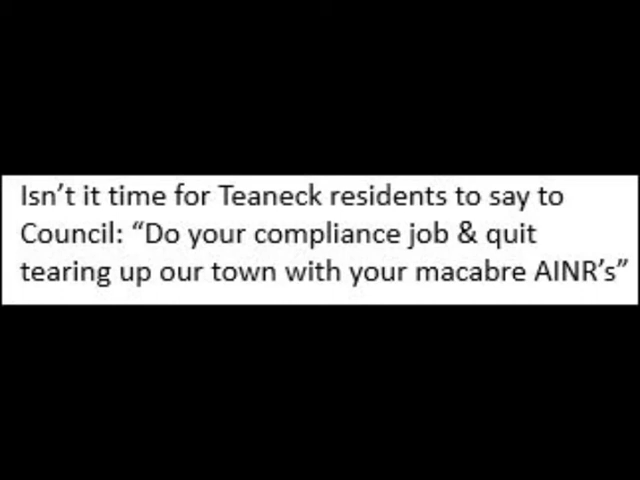 Isn’t it time for Teaneck residents to say to
Council: “Do your compliance job & quit
tearing up our town with your macabre AINR’s”